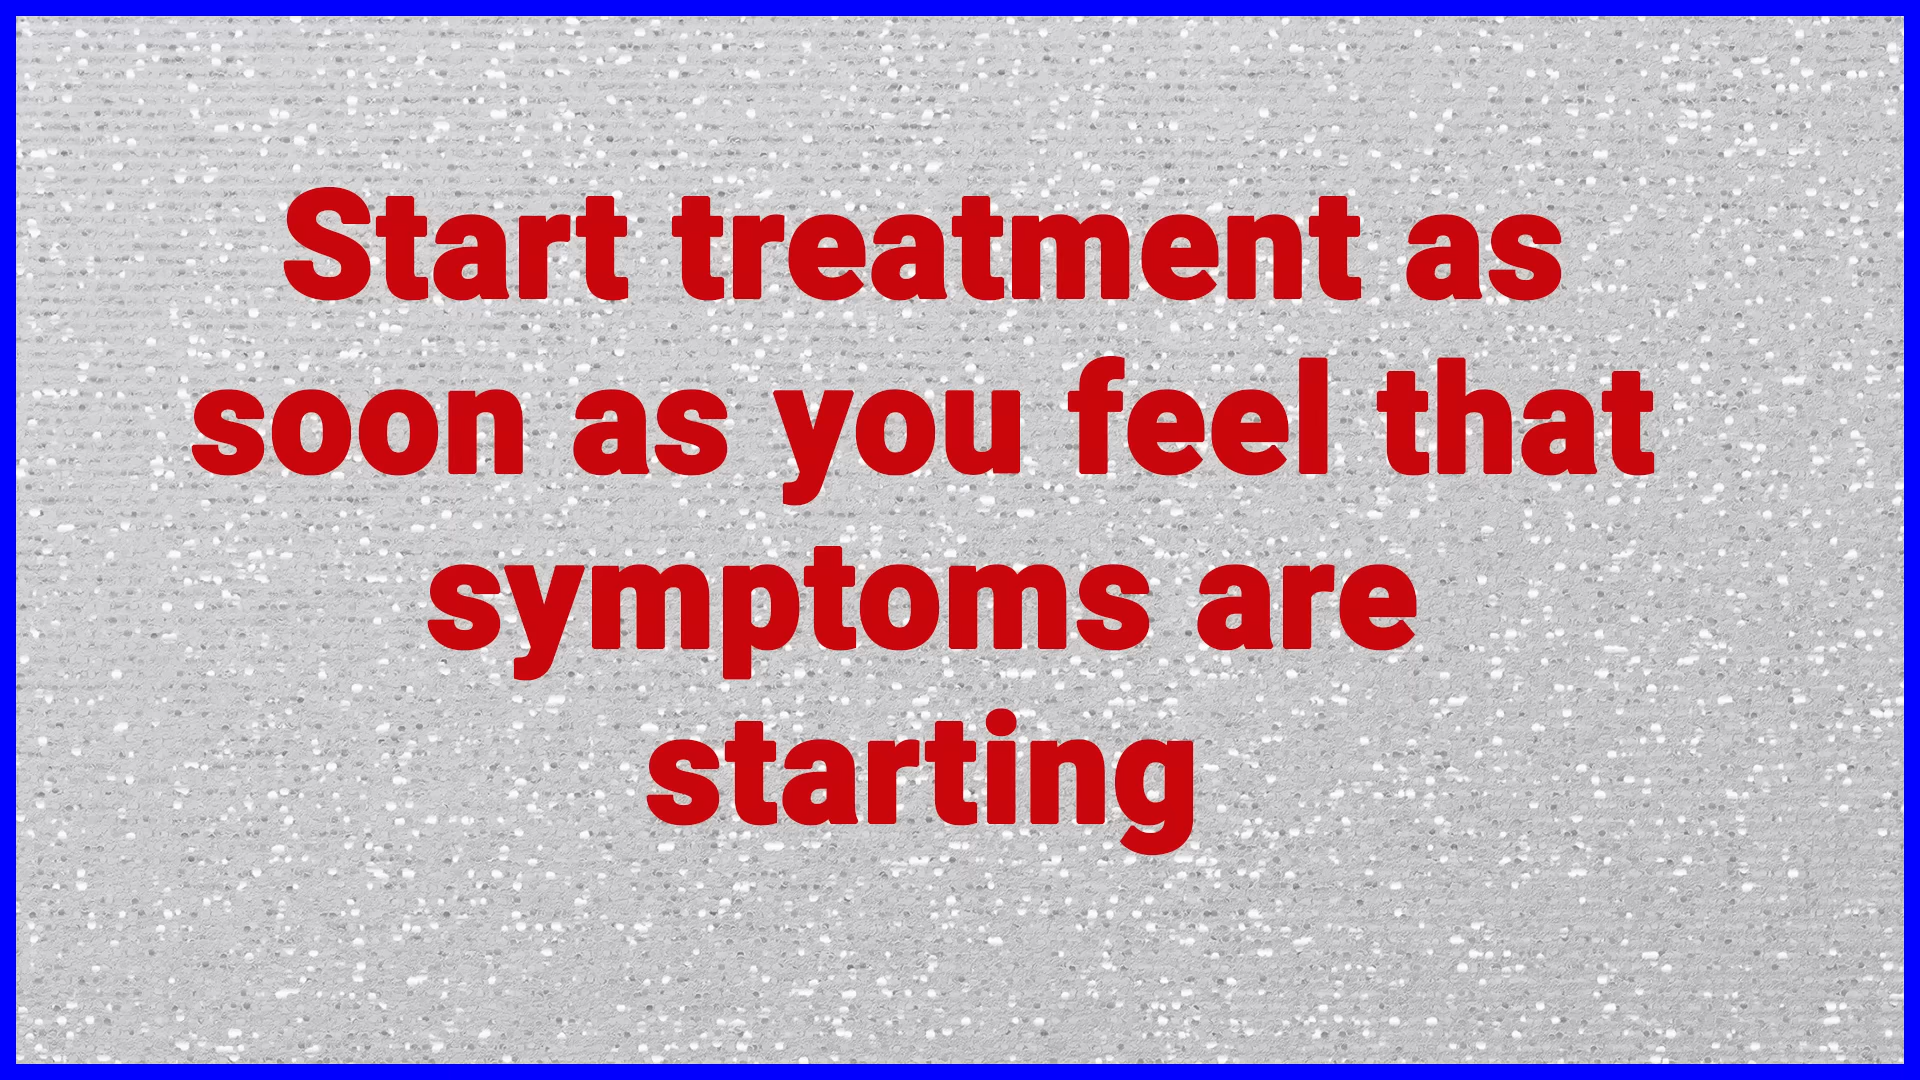 Start treatment as
soon as you feel that
symptoms are
starting